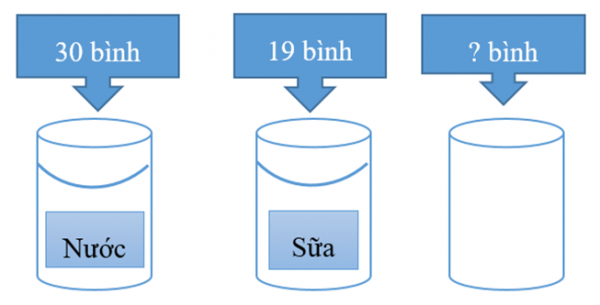 30 bình
19 bình
? bình
Nước
Sữa